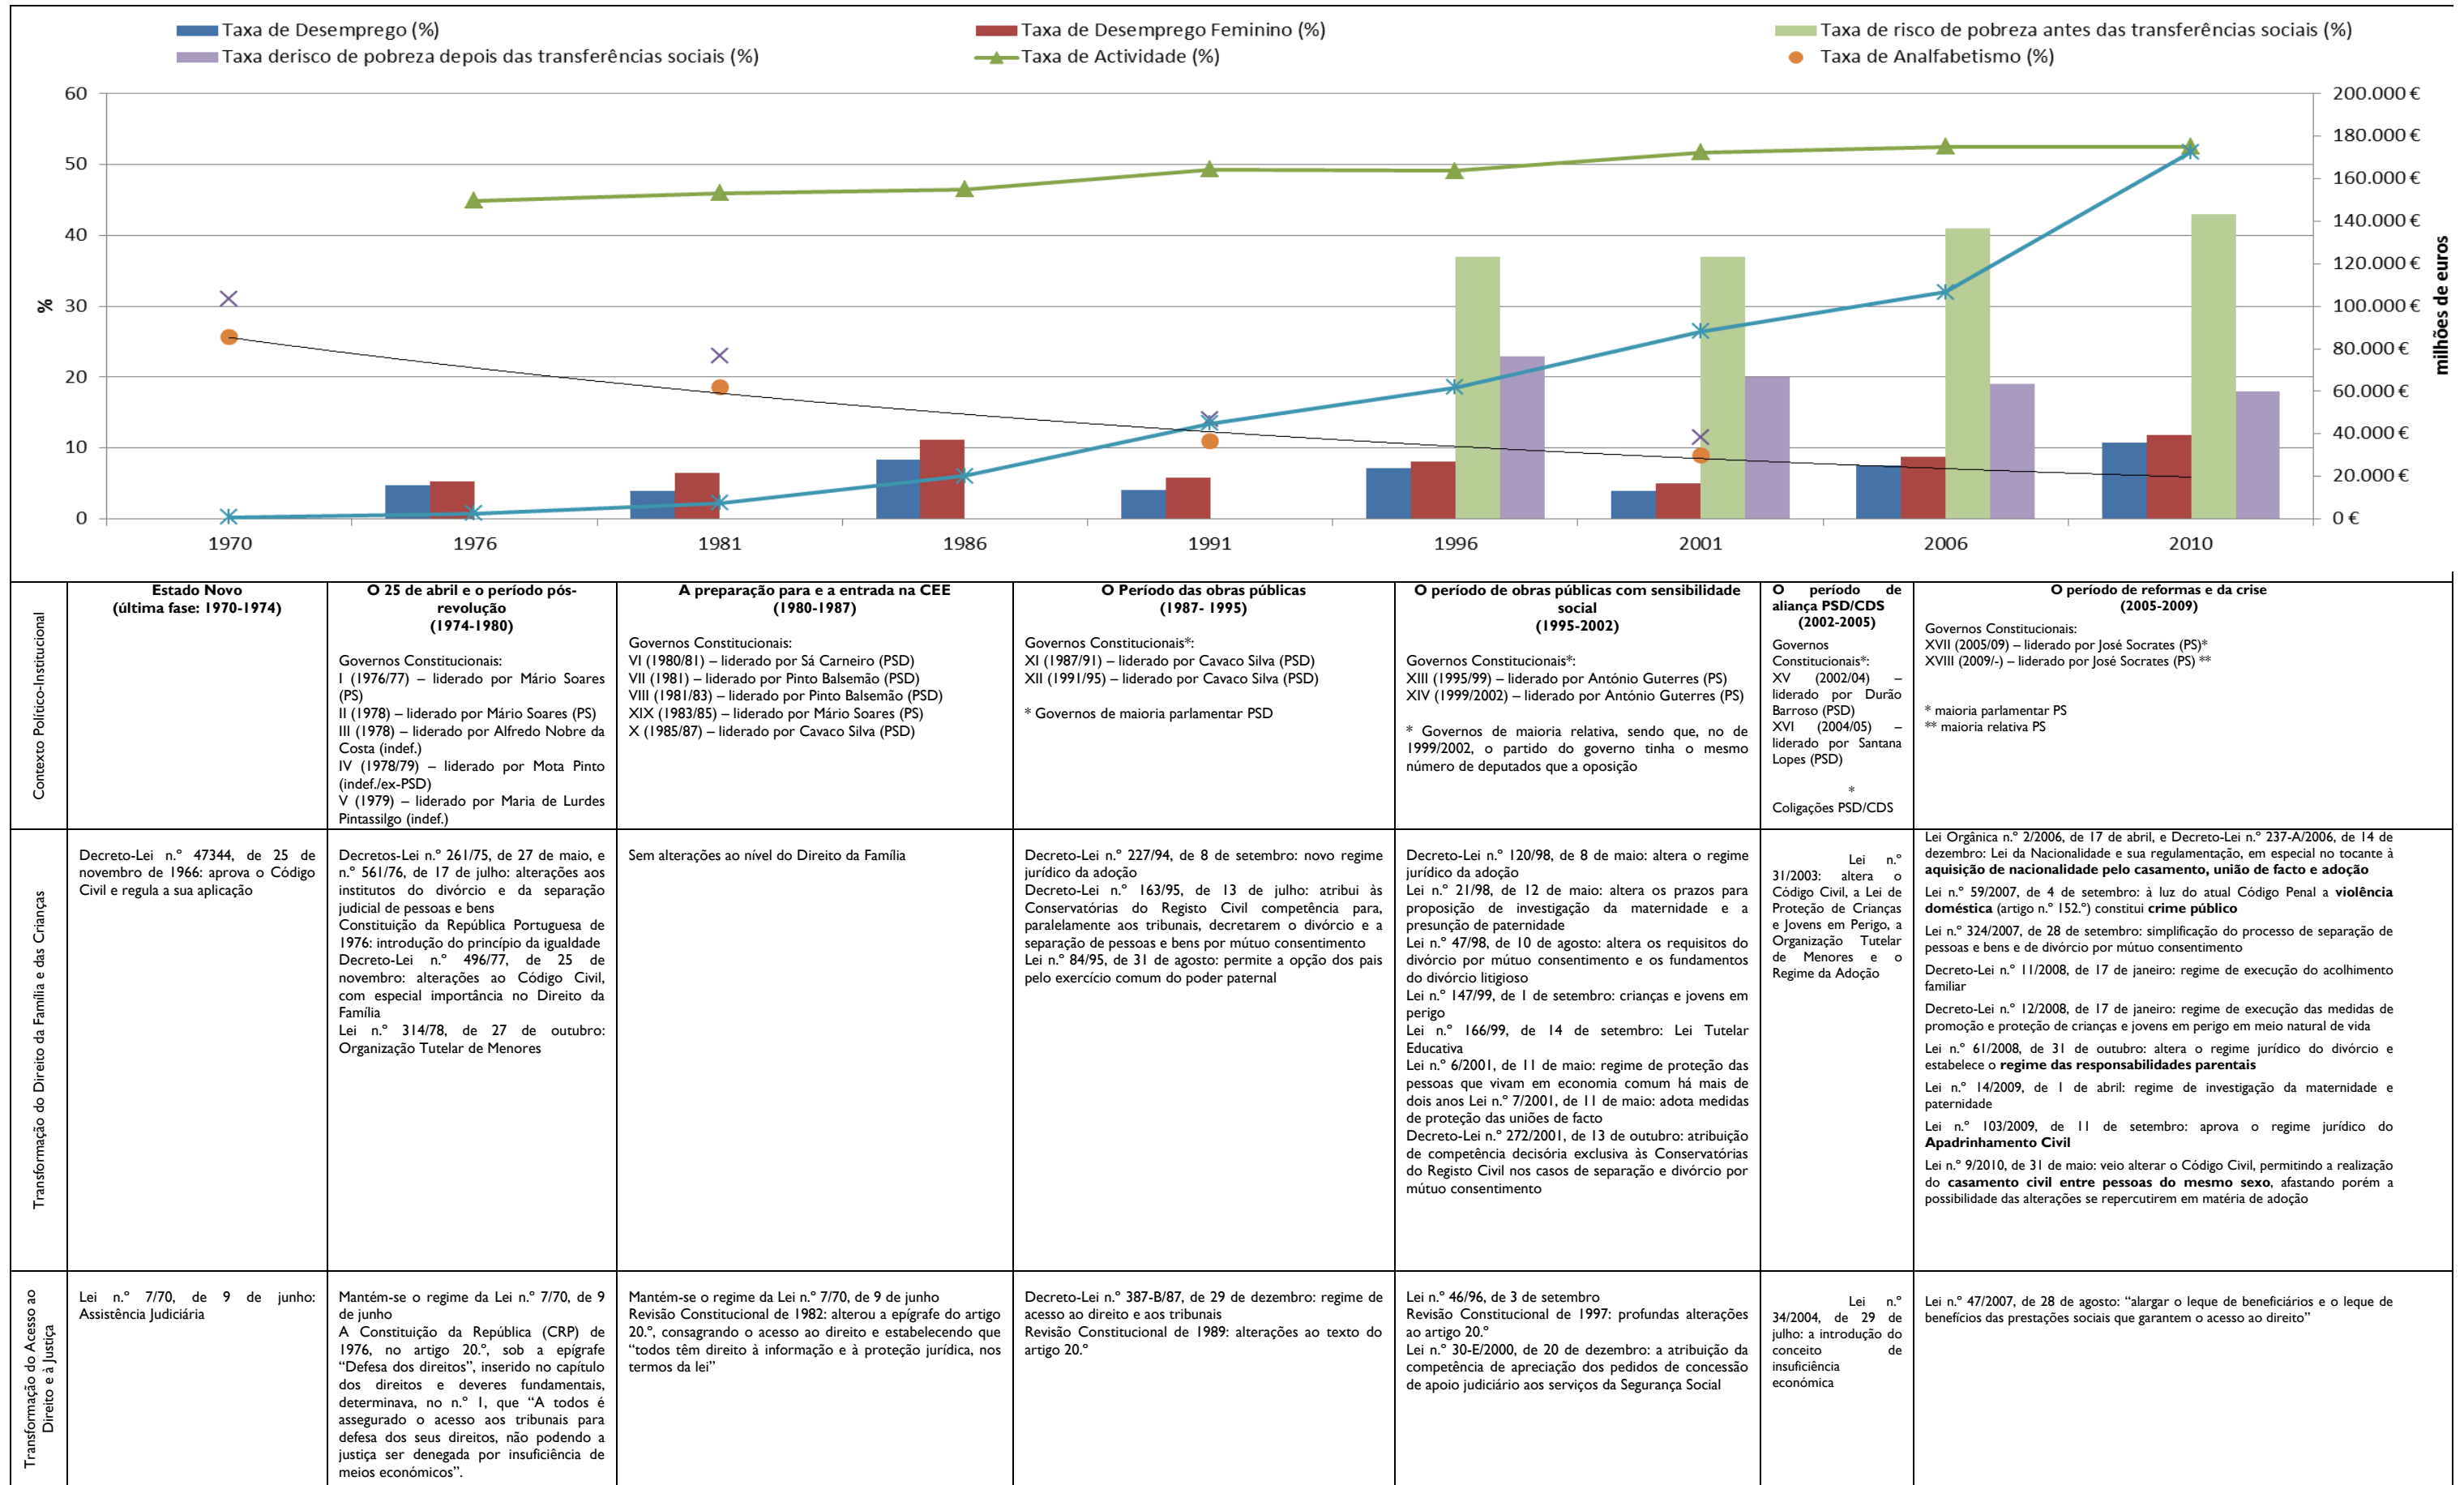 Taxa de Desemprego (%)
Taxa de Desemprego Feminino (%)
Taxa de risco de pobreza antes das transferências sociais (%)
Taxa derisco de pobreza depois das transferências sociais (%)
Taxa de Actividade (%)
Taxa de Analfabetismo (%)
60
50
40
30
20
10
0
%
200.000 €
180.000 €
160.000 €
140.000 €
120.000 €
100.000 €
80.000 €
60.000 €
40.000 €
20.000 €
0 €
milhões de euros
1970
1976
1981
1986
1991
1996
2001
2006
2010
Contexto Político-Institucional
Estado Novo
(última fase: 1970-1974)
O 25 de abril e o período pós-
revolução
(1974-1980)
Governos Constitucionais:
I (1976/77) – liderado por Mário Soares
(PS)
II (1978) – liderado por Mário Soares (PS)
III (1978) – liderado por Alfredo Nobre da
Costa (indef.)
IV (1978/79) – liderado por Mota Pinto
(indef./ex-PSD)
V (1979) – liderado por Maria de Lurdes
Pintassilgo (indef.)
A preparação para e a entrada na CEE
(1980-1987)
Governos Constitucionais:
VI (1980/81) – liderado por Sá Carneiro (PSD)
VII (1981) – liderado por Pinto Balsemão (PSD)
VIII (1981/83) – liderado por Pinto Balsemão (PSD)
XIX (1983/85) – liderado por Mário Soares (PS)
X (1985/87) – liderado por Cavaco Silva (PSD)
O Período das obras públicas
(1987- 1995)
Governos Constitucionais*:
XI (1987/91) – liderado por Cavaco Silva (PSD)
XII (1991/95) – liderado por Cavaco Silva (PSD)
* Governos de maioria parlamentar PSD
O período de obras públicas com sensibilidade
social
(1995-2002)
Governos Constitucionais*:
XIII (1995/99) – liderado por António Guterres (PS)
XIV (1999/2002) – liderado por António Guterres (PS)
* Governos de maioria relativa, sendo que, no de
1999/2002, o partido do governo tinha o mesmo
número de deputados que a oposição
O período de
aliança PSD/CDS
(2002-2005)
Governos
Constitucionais*:
XV (2002/04) –
liderado por Durão
Barroso (PSD)
XVI (2004/05) –
liderado por Santana
Lopes (PSD)
*
Coligações PSD/CDS
O período de reformas e da crise
(2005-2009)
Governos Constitucionais:
XVII (2005/09) – liderado por José Socrates (PS)*
XVIII (2009/-) – liderado por José Socrates (PS) **
* maioria parlamentar PS
** maioria relativa PS
Transformação do Direito da Família e das Crianças
Decreto-Lei n.º 47344, de 25 de
novembro de 1966: aprova o Código
Civil e regula a sua aplicação
Decretos-Lei n.º 261/75, de 27 de maio, e
n.º 561/76, de 17 de julho: alterações aos
institutos do divórcio e da separação
judicial de pessoas e bens
Constituição da República Portuguesa de
1976: introdução do princípio da igualdade
Decreto-Lei n.º 496/77, de 25 de
novembro: alterações ao Código Civil,
com especial importância no Direito da
Família
Lei n.º 314/78, de 27 de outubro:
Organização Tutelar de Menores
Sem alterações ao nível do Direito da Família
Decreto-Lei n.º 227/94, de 8 de setembro: novo regime
jurídico da adoção
Decreto-Lei n.º 163/95, de 13 de julho: atribui às
Conservatórias do Registo Civil competência para,
paralelamente aos tribunais, decretarem o divórcio e a
separação de pessoas e bens por mútuo consentimento
Lei n.º 84/95, de 31 de agosto: permite a opção dos pais
pelo exercício comum do poder paternal
Decreto-Lei n.º 120/98, de 8 de maio: altera o regime
jurídico da adoção
Lei n.º 21/98, de 12 de maio: altera os prazos para
proposição de investigação da maternidade e a
presunção de paternidade
Lei n.º 47/98, de 10 de agosto: altera os requisitos do
divórcio por mútuo consentimento e os fundamentos
do divórcio litigioso
Lei n.º 147/99, de 1 de setembro: crianças e jovens em
perigo
Lei n.º 166/99, de 14 de setembro: Lei Tutelar
Educativa
Lei n.º 6/2001, de 11 de maio: regime de proteção das
pessoas que vivam em economia comum há mais de
dois anos Lei n.º 7/2001, de 11 de maio: adota medidas
de proteção das uniões de facto
Decreto-Lei n.º 272/2001, de 13 de outubro: atribuição
de competência decisória exclusiva às Conservatórias
do Registo Civil nos casos de separação e divórcio por
mútuo consentimento
Lei n.º
31/2003: altera o
Código Civil, a Lei de
Proteção de Crianças
e Jovens em Perigo, a
Organização Tutelar
de Menores e o
Regime da Adoção
Lei Orgânica n.º 2/2006, de 17 de abril, e Decreto-Lei n.º 237-A/2006, de 14 de
dezembro: Lei da Nacionalidade e sua regulamentação, em especial no tocante à
aquisição de nacionalidade pelo casamento, união de facto e adoção
Lei n.º 59/2007, de 4 de setembro: à luz do atual Código Penal a violência
doméstica (artigo n.º 152.º) constitui crime público
Lei n.º 324/2007, de 28 de setembro: simplificação do processo de separação de
pessoas e bens e de divórcio por mútuo consentimento
Decreto-Lei n.º 11/2008, de 17 de janeiro: regime de execução do acolhimento
familiar
Decreto-Lei n.º 12/2008, de 17 de janeiro: regime de execução das medidas de
promoção e proteção de crianças e jovens em perigo em meio natural de vida
Lei n.º 61/2008, de 31 de outubro: altera o regime jurídico do divórcio e
estabelece o regime das responsabilidades parentais
Lei n.º 14/2009, de 1 de abril: regime de investigação da maternidade e
paternidade
Lei n.º 103/2009, de 11 de setembro: aprova o regime jurídico do
Apadrinhamento Civil
Lei n.º 9/2010, de 31 de maio: veio alterar o Código Civil, permitindo a realização
do casamento civil entre pessoas do mesmo sexo, afastando porém a
possibilidade das alterações se repercutirem em matéria de adoção
Transformação do Acesso ao
Direito e à Justiça
Lei n.º 7/70, de 9 de junho:
Assistência Judiciária
Mantém-se o regime da Lei n.º 7/70, de 9
de junho
A Constituição da República (CRP) de
1976, no artigo 20.º, sob a epígrafe
“Defesa dos direitos”, inserido no capítulo
dos direitos e deveres fundamentais,
determinava, no n.º 1, que “A todos é
assegurado o acesso aos tribunais para
defesa dos seus direitos, não podendo a
justiça ser denegada por insuficiência de
meios económicos”.
Mantém-se o regime da Lei n.º 7/70, de 9 de junho
Revisão Constitucional de 1982: alterou a epígrafe do artigo
20.º, consagrando o acesso ao direito e estabelecendo que
“todos têm direito à informação e à proteção jurídica, nos
termos da lei”
Decreto-Lei n.º 387-B/87, de 29 de dezembro: regime de
acesso ao direito e aos tribunais
Revisão Constitucional de 1989: alterações ao texto do
artigo 20.º
Lei n.º 46/96, de 3 de setembro
Revisão Constitucional de 1997: profundas alterações
ao artigo 20.º
Lei n.º 30-E/2000, de 20 de dezembro: a atribuição da
competência de apreciação dos pedidos de concessão
de apoio judiciário aos serviços da Segurança Social
Lei n.º
34/2004, de 29 de
julho: a introdução do
conceito de
insuficiência
económica
Lei n.º 47/2007, de 28 de agosto: “alargar o leque de beneficiários e o leque de
benefícios das prestações sociais que garantem o acesso ao direito”